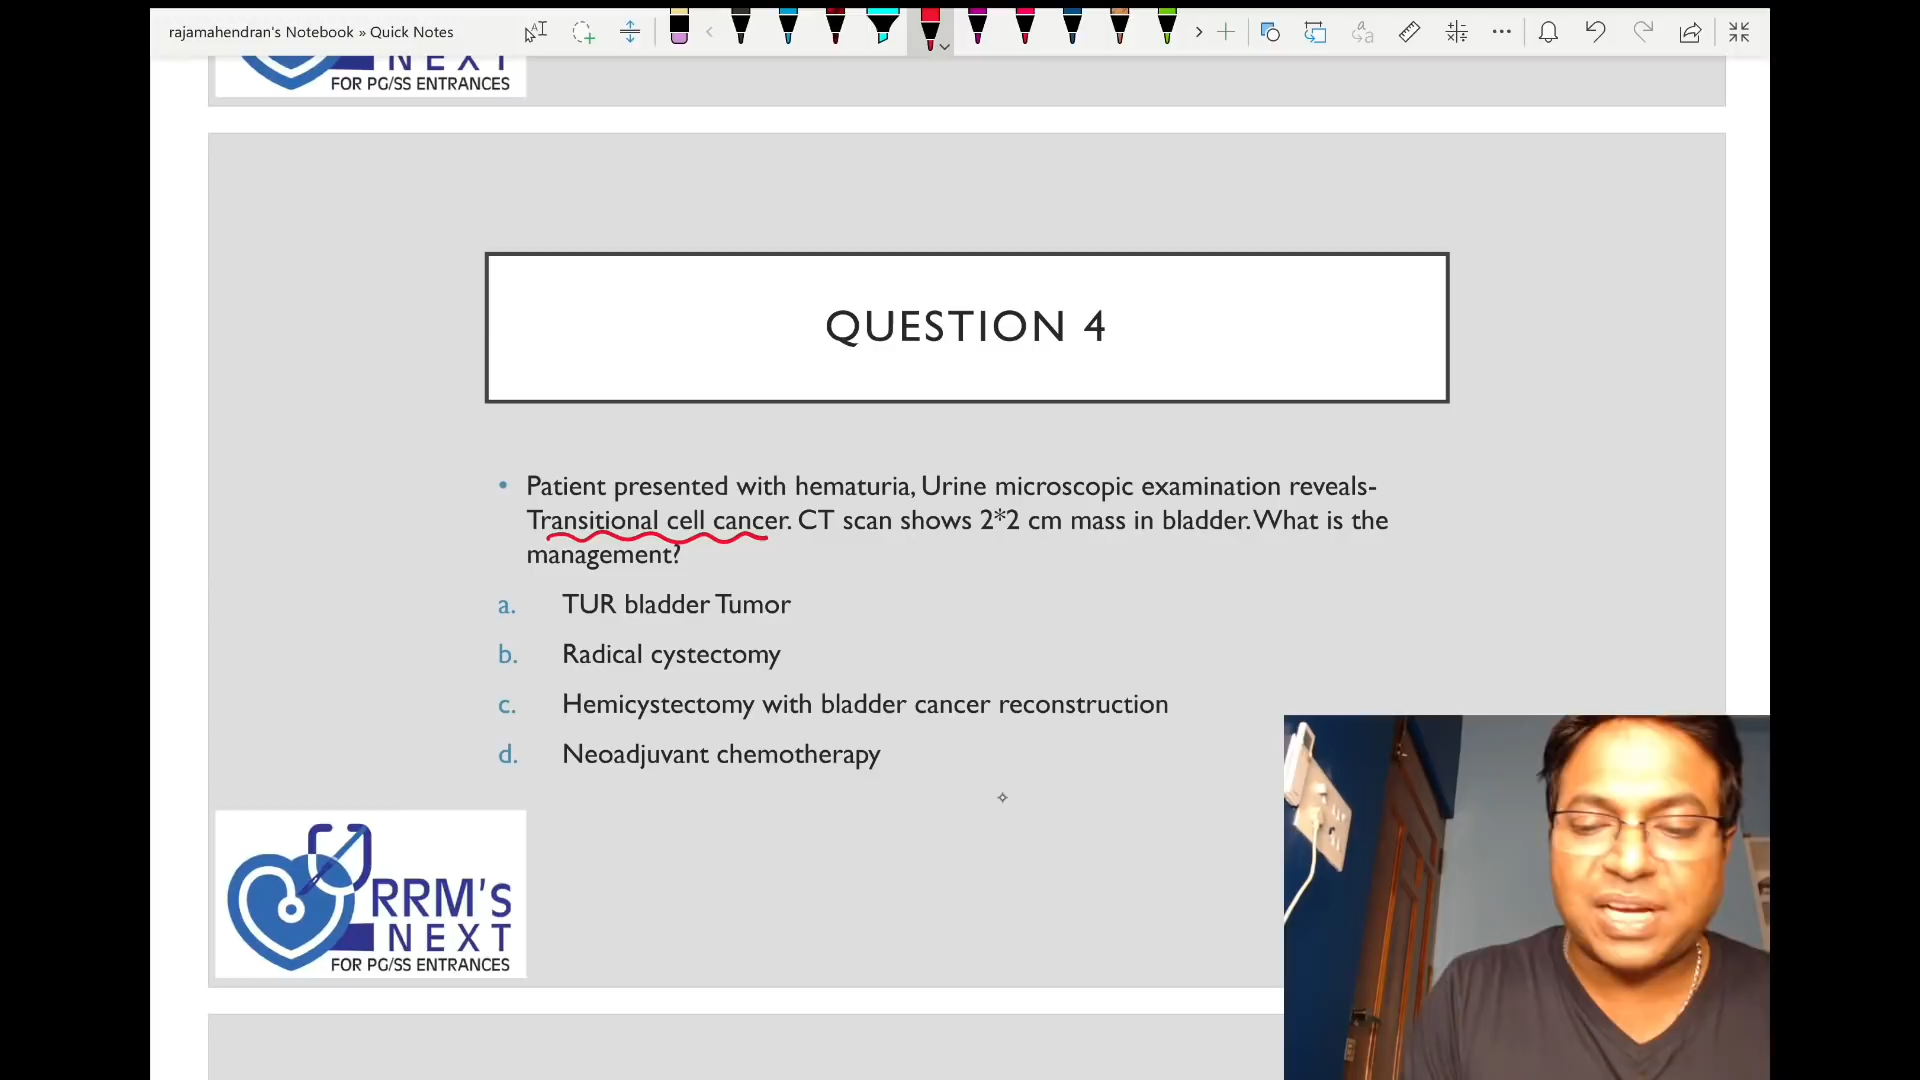 rajamahendran's Notebook » Quick Notes
NEXT
FOR PG/SS ENTRANCES
QUESTION 4
• Patient presented with hematuria, Urine microscopic examination reveals-
Transitional cell cancer. CT scan shows 2*2 cm mass in bladder. What is the
management?
a. TUR bladder Tumor
b. Radical cystectomy
c. Hemicystectomy with bladder cancer reconstruction
d. Neoadjuvant chemotherapy
RRM'S
NEXT
FOR PG/SS ENTRANCES